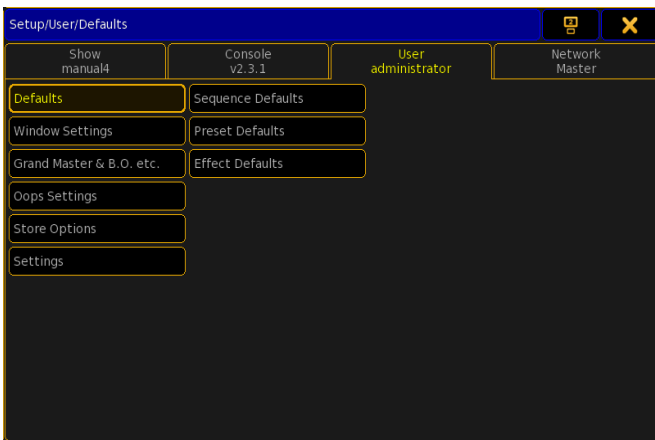 Setup/User/Defaults
Show
manual4
Console
v2.3.1
User
administrator
Network
Master
Defaults
Sequence Defaults
Window Settings
Preset Defaults
Grand Master & B.O. etc.
Effect Defaults
Oops Settings
Store Options
Settings